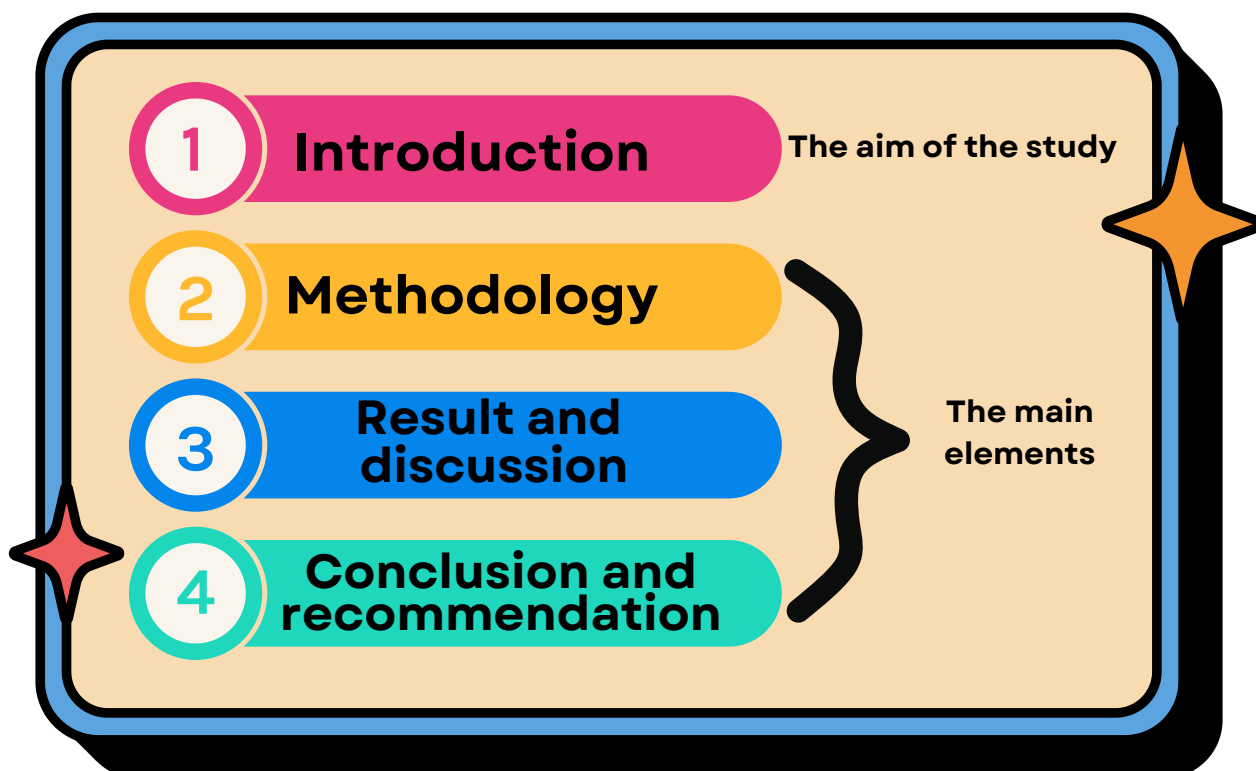 1
Introduction
The aim of the study
2
Methodology
3
Result and
discussion
The main
elements
4
Conclusion and
recommendation